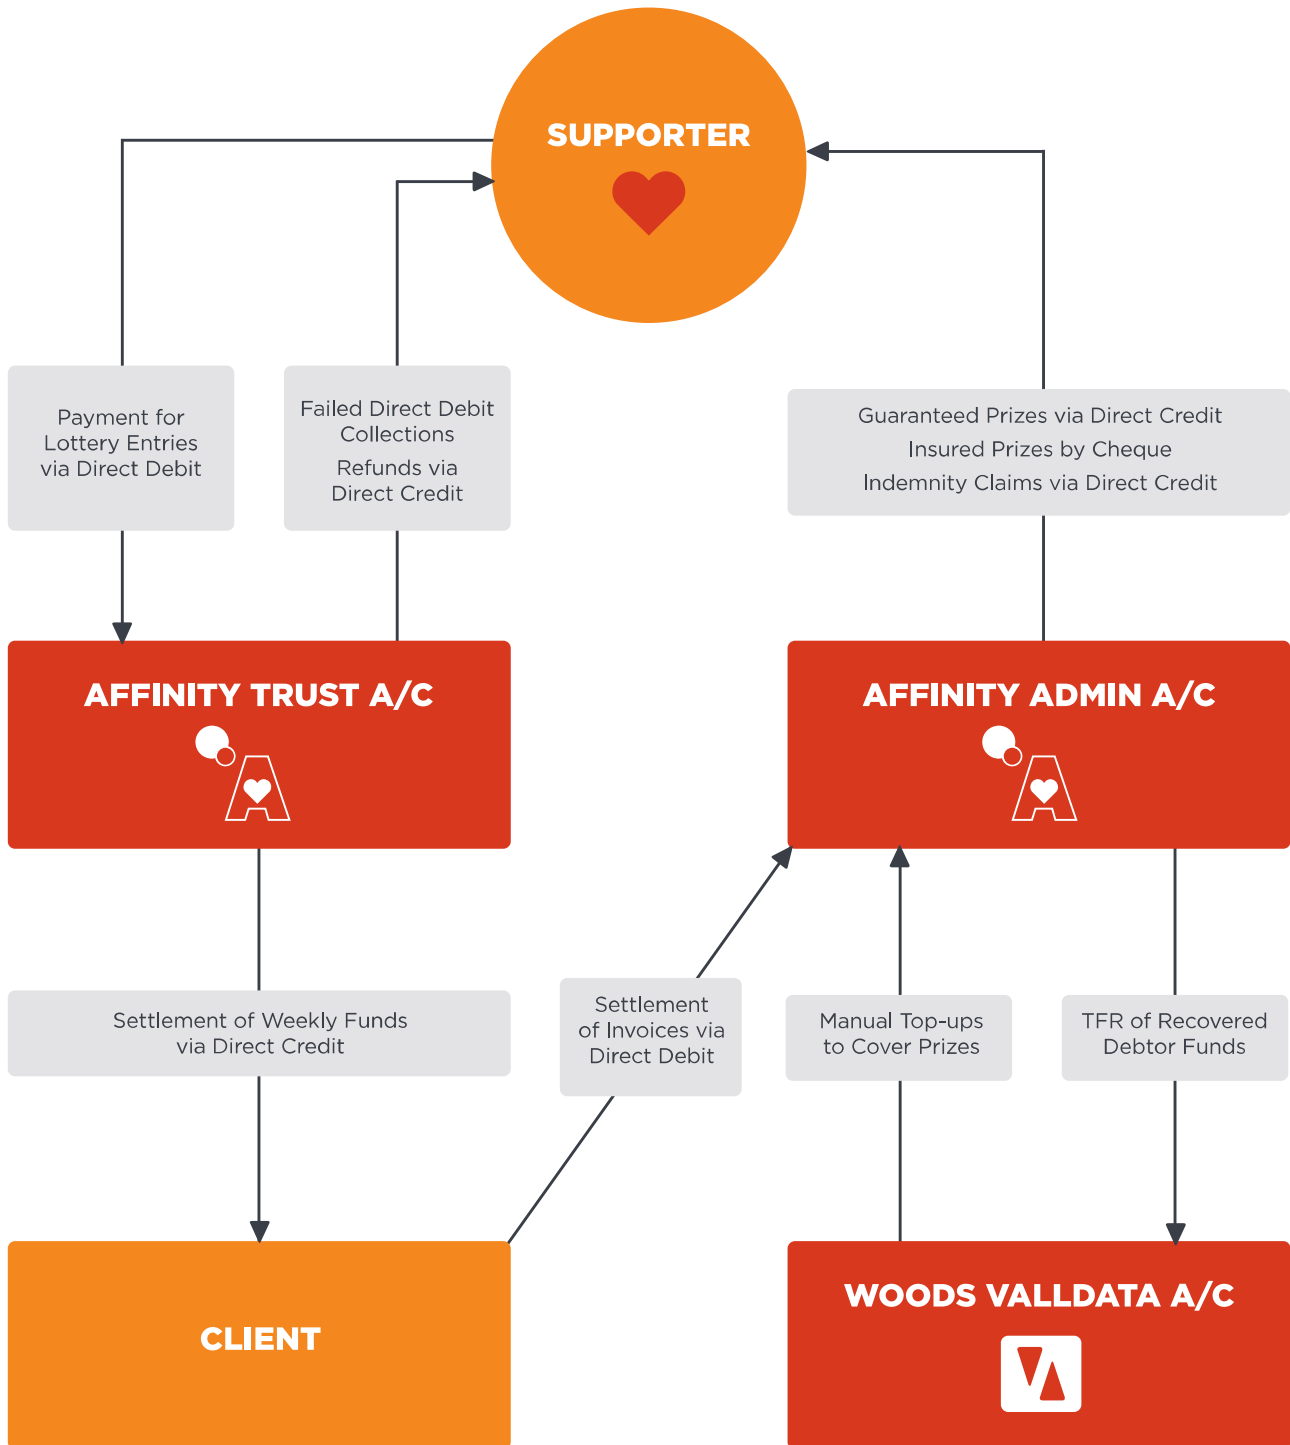 SUPPORTER
Payment for
Lottery Entries
via Direct Debit
Failed Direct Debit
Collections
Refunds via
Direct Credit
Guaranteed Prizes via Direct Credit
Insured Prizes by Cheque
Indemnity Claims via Direct Credit
AFFINITY TRUST A/C
AFFINITY ADMIN A/C
Settlement of Weekly Funds
via Direct Credit
Settlement
of Invoices via
Direct Debit
Manual Top-ups
to Cover Prizes
TFR of Recovered
Debtor Funds
CLIENT
WOODS VALLDATA A/C